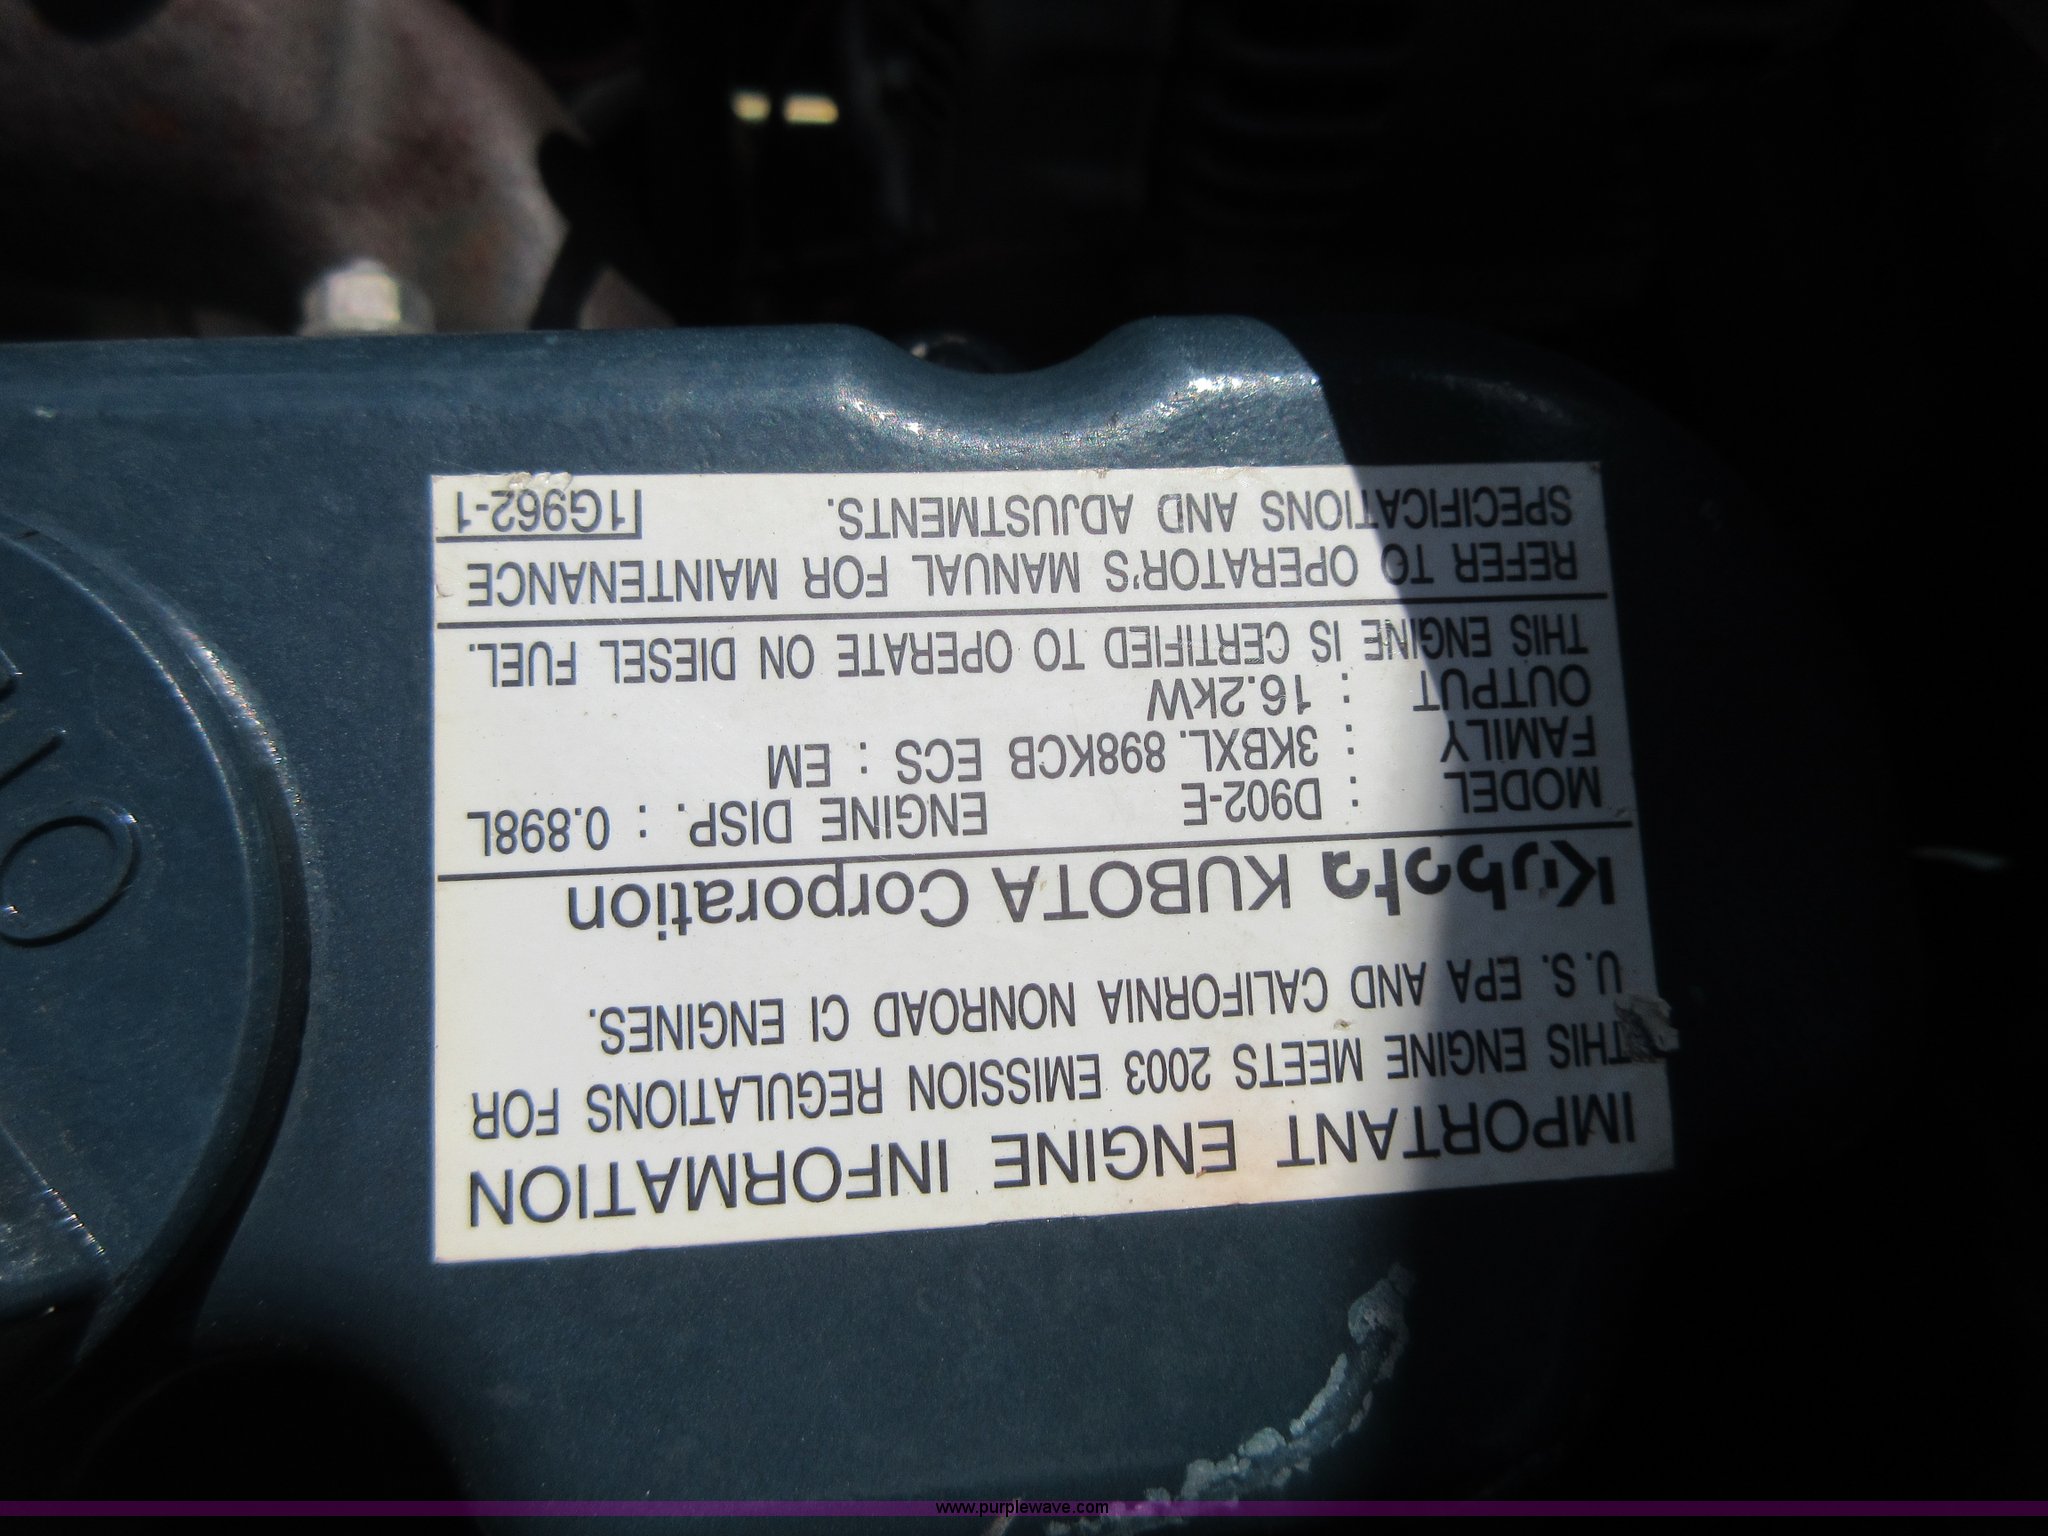 IMPORTANT ENGINE INFORMATION
THIS ENGINE MEETS 2003 EMISSION REGULATIONS FOR
U.S. EPA AND CALIFORNIA NONROAD CI ENGINES.
Kubota KUBOTA Corporation
MODEL : D902-E ENGINE DISP. : 0.898L
FAMILY : 3KBXL.898KCB ECS : EM
OUTPUT : 16.2kW
THIS ENGINE IS CERTIFIED TO OPERATE ON DIESEL FUEL.
REFER TO OPERATOR'S MANUAL FOR MAINTENANCE
SPECIFICATIONS AND ADJUSTMENTS. 1G962-1
www.purplewave.com